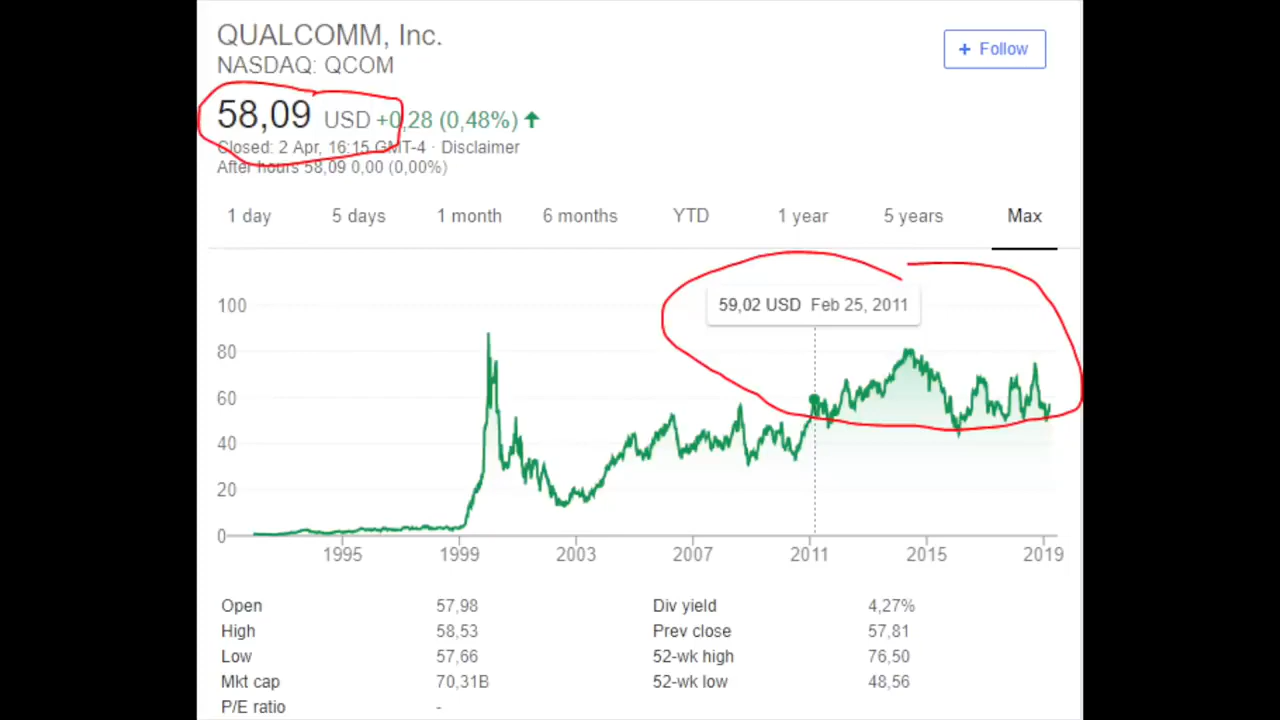 QUALCOMM, Inc.
NASDAQ: QCOM
+ Follow
58,09 USD +0,28 (0,48%)
Closed: 2 Apr, 16:15 GMT-4 · Disclaimer
After hours 58,09 0,00 (0,00%)
1 day 5 days 1 month 6 months YTD 1 year 5 years Max
59,02 USD Feb 25, 2011
100
80
60
40
20
0
1995 1999 2003 2007 2011 2015 2019
Open 57,98 Div yield 4,27%
High 58,53 Prev close 57,81
Low 57,66 52-wk high 76,50
Mkt cap 70,31B 52-wk low 48,56
P/E ratio -